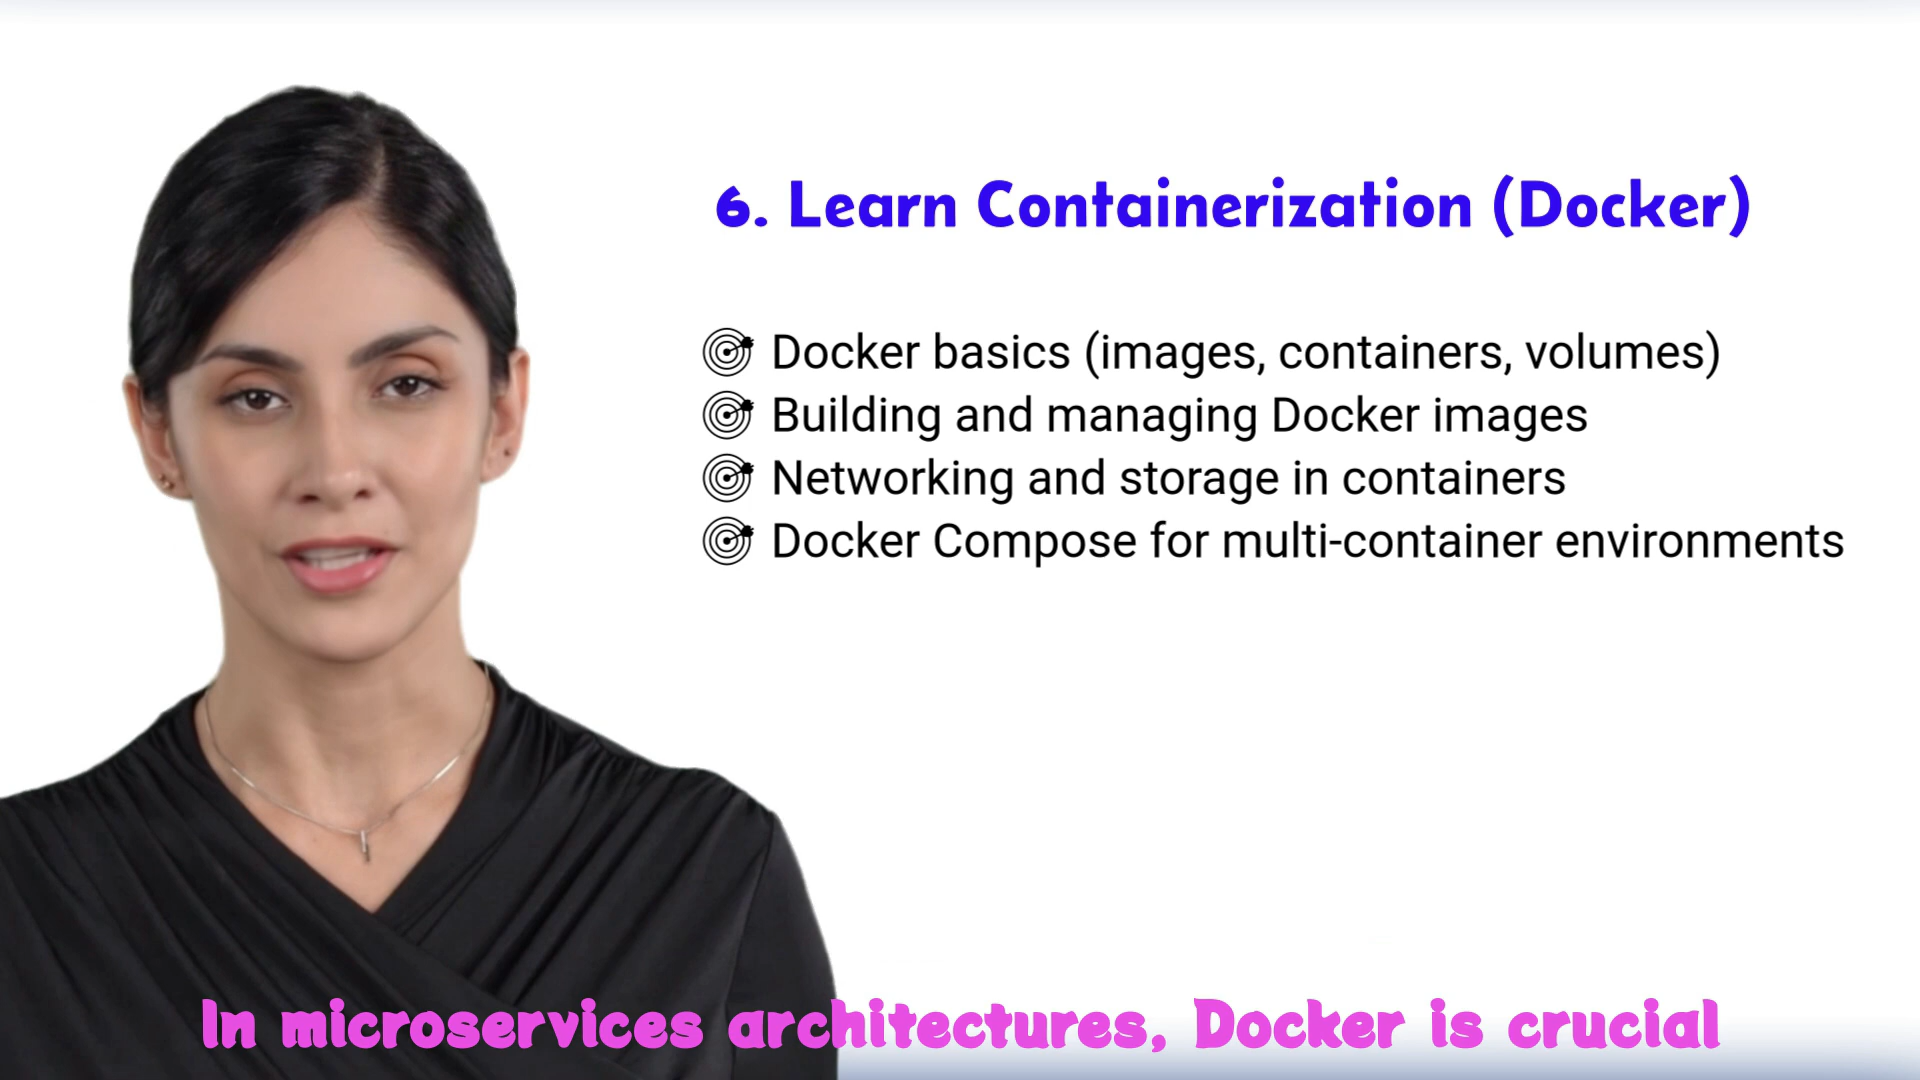 6. Learn Containerization (Docker)
Docker basics (images, containers, volumes)
Building and managing Docker images
Networking and storage in containers
Docker Compose for multi-container environments
In microservices architectures, Docker is crucial